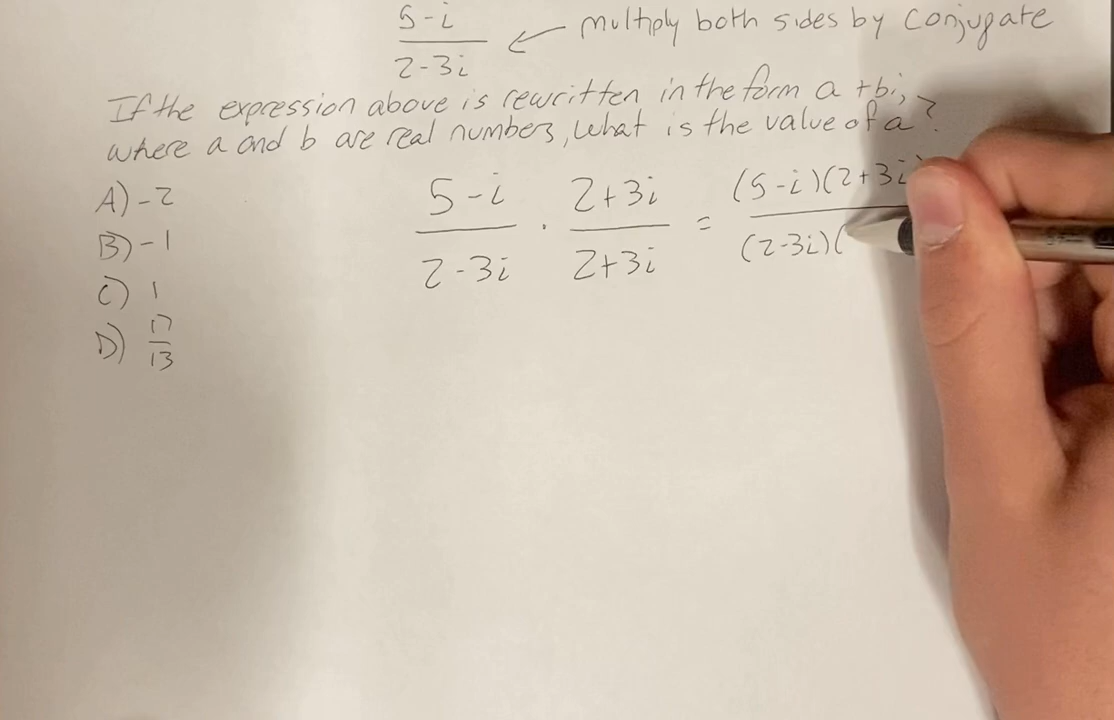 5-i
2-3i
← multiply both sides by conjugate
If the expression above is rewritten in the form a+bi,
where a and b are real numbers, what is the value of a?
A) -2
B) -1
C) 1
D) 17
13
5-i
2-3i
·
2+3i
2+3i
=
(5-i)(2+3i
(2-3i)(